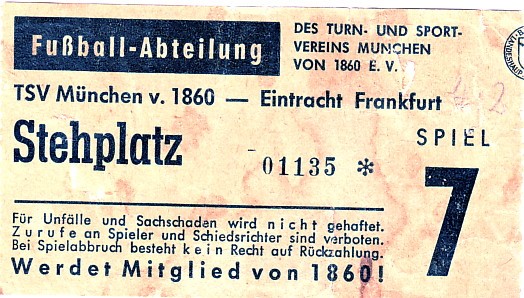 Fußball-Abteilung
DES TURN- UND SPORT-
VEREINS MÜNCHEN
VON 1860 E. V.
TSV München v. 1860 — Eintracht Frankfurt
4:2
Stehplatz
01135 *
SPIEL
7
Für Unfälle und Sachschaden wird nicht gehaftet.
Zurufe an Spieler und Schiedsrichter sind verboten.
Bei Spielabbruch besteht kein Recht auf Rückzahlung.
Werdet Mitglied von 1860!